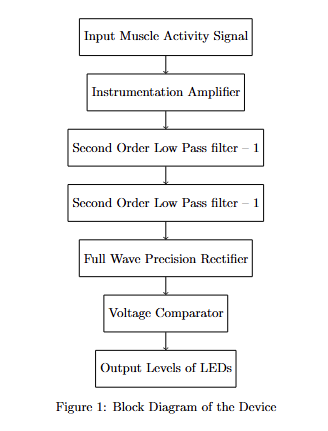 Input Muscle Activity Signal
Instrumentation Amplifier
Second Order Low Pass filter – 1
Second Order Low Pass filter – 1
Full Wave Precision Rectifier
Voltage Comparator
Output Levels of LEDs
Figure 1: Block Diagram of the Device